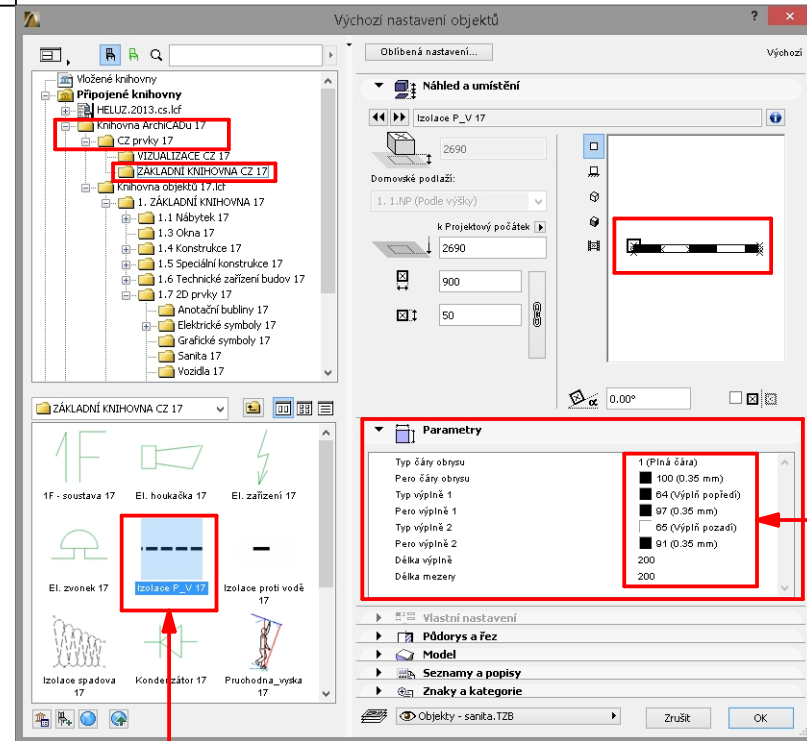 Výchozí nastavení objektů
?
Vložené knihovny
Připojené knihovny
HELUZ.2013.cs.lcf
Knihovna ArchiCADu 17
CZ prvky 17
VIZUALIZACE CZ 17
ZÁKLADNÍ KNIHOVNA CZ 17
Knihovna objektů 17.lcf
1. ZÁKLADNÍ KNIHOVNA 17
1.1 Nábytek 17
1.3 Okna 17
1.4 Konstrukce 17
1.5 Speciální konstrukce 17
1.6 Technické zařízení budov 17
1.7 2D prvky 17
Anotační bubliny 17
Elektrické symboly 17
Grafické symboly 17
Sanita 17
Vozidla 17
ZÁKLADNÍ KNIHOVNA CZ 17
1F
1F - soustava 17
El. houkačka 17
El. zařízení 17
El. zvonek 17
Izolace P_V 17
Izolace proti vodě
17
Izolace spadova
17
Kondenzátor 17
Pruchodna_vyska
17
Oblíbená nastavení...
Výchozí
Náhled a umístění
Izolace P_V 17
2690
Domovské podlaží:
1. 1.NP (Podle výšky)
k Projektový počátek
2690
900
50
α
0.00°
Parametry
Typ čáry obrysu 1 (Plná čára)
Pero čáry obrysu 100 (0.35 mm)
Typ výplně 1 64 (Výplň popředí)
Pero výplně 1 97 (0.35 mm)
Typ výplně 2 65 (Výplň pozadí)
Pero výplně 2 91 (0.35 mm)
Délka výplně 200
Délka mezery 200
Vlastní nastavení
Půdorys a řez
Model
Seznamy a popisy
Znaky a kategorie
Objekty - sanita.TZB
Zrušit
OK